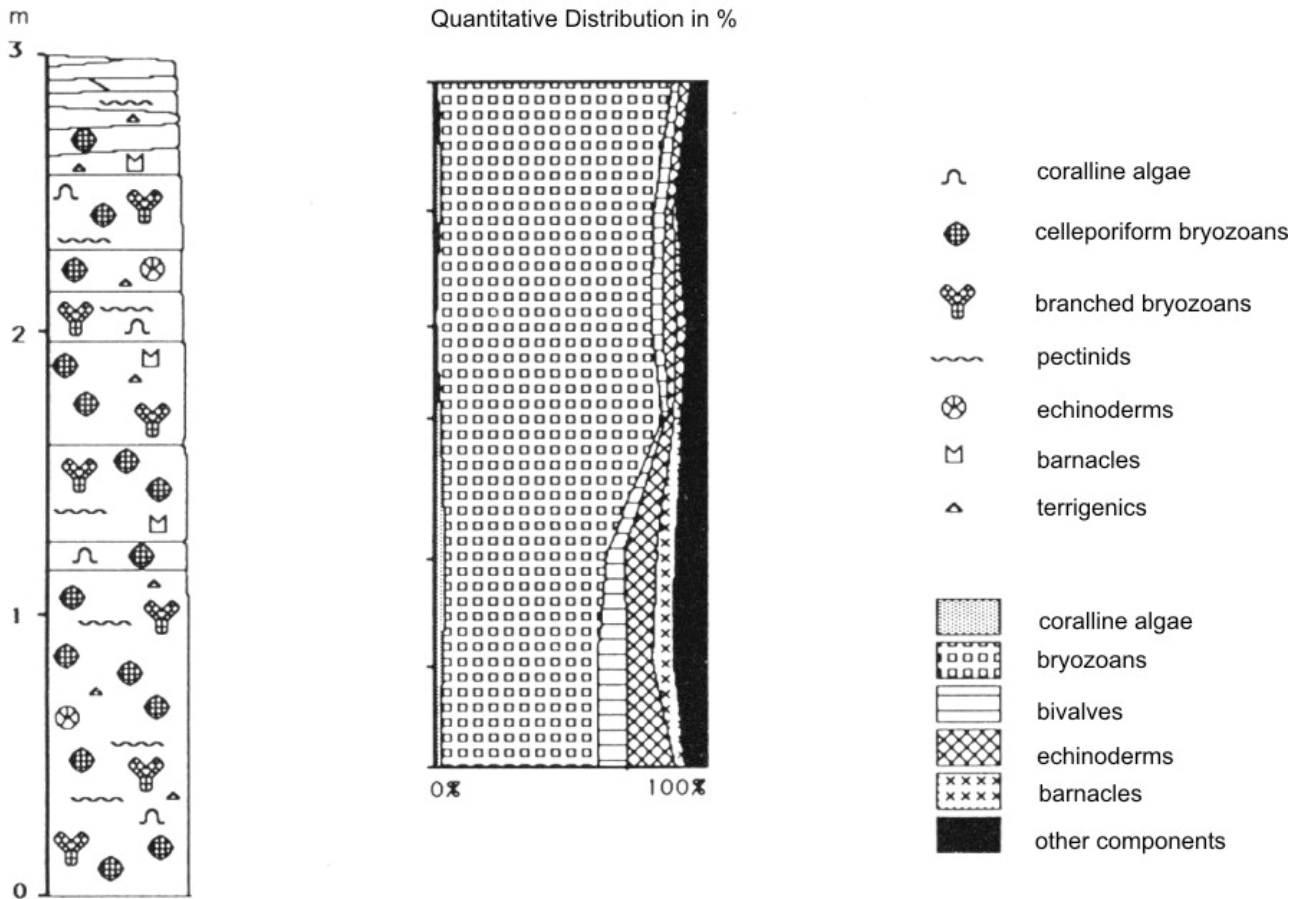 m
Quantitative Distribution in %
3
2
1
0
0%
100%
coralline algae
celleporiform bryozoans
branched bryozoans
pectinids
echinoderms
barnacles
terrigenics
coralline algae
bryozoans
bivalves
echinoderms
barnacles
other components